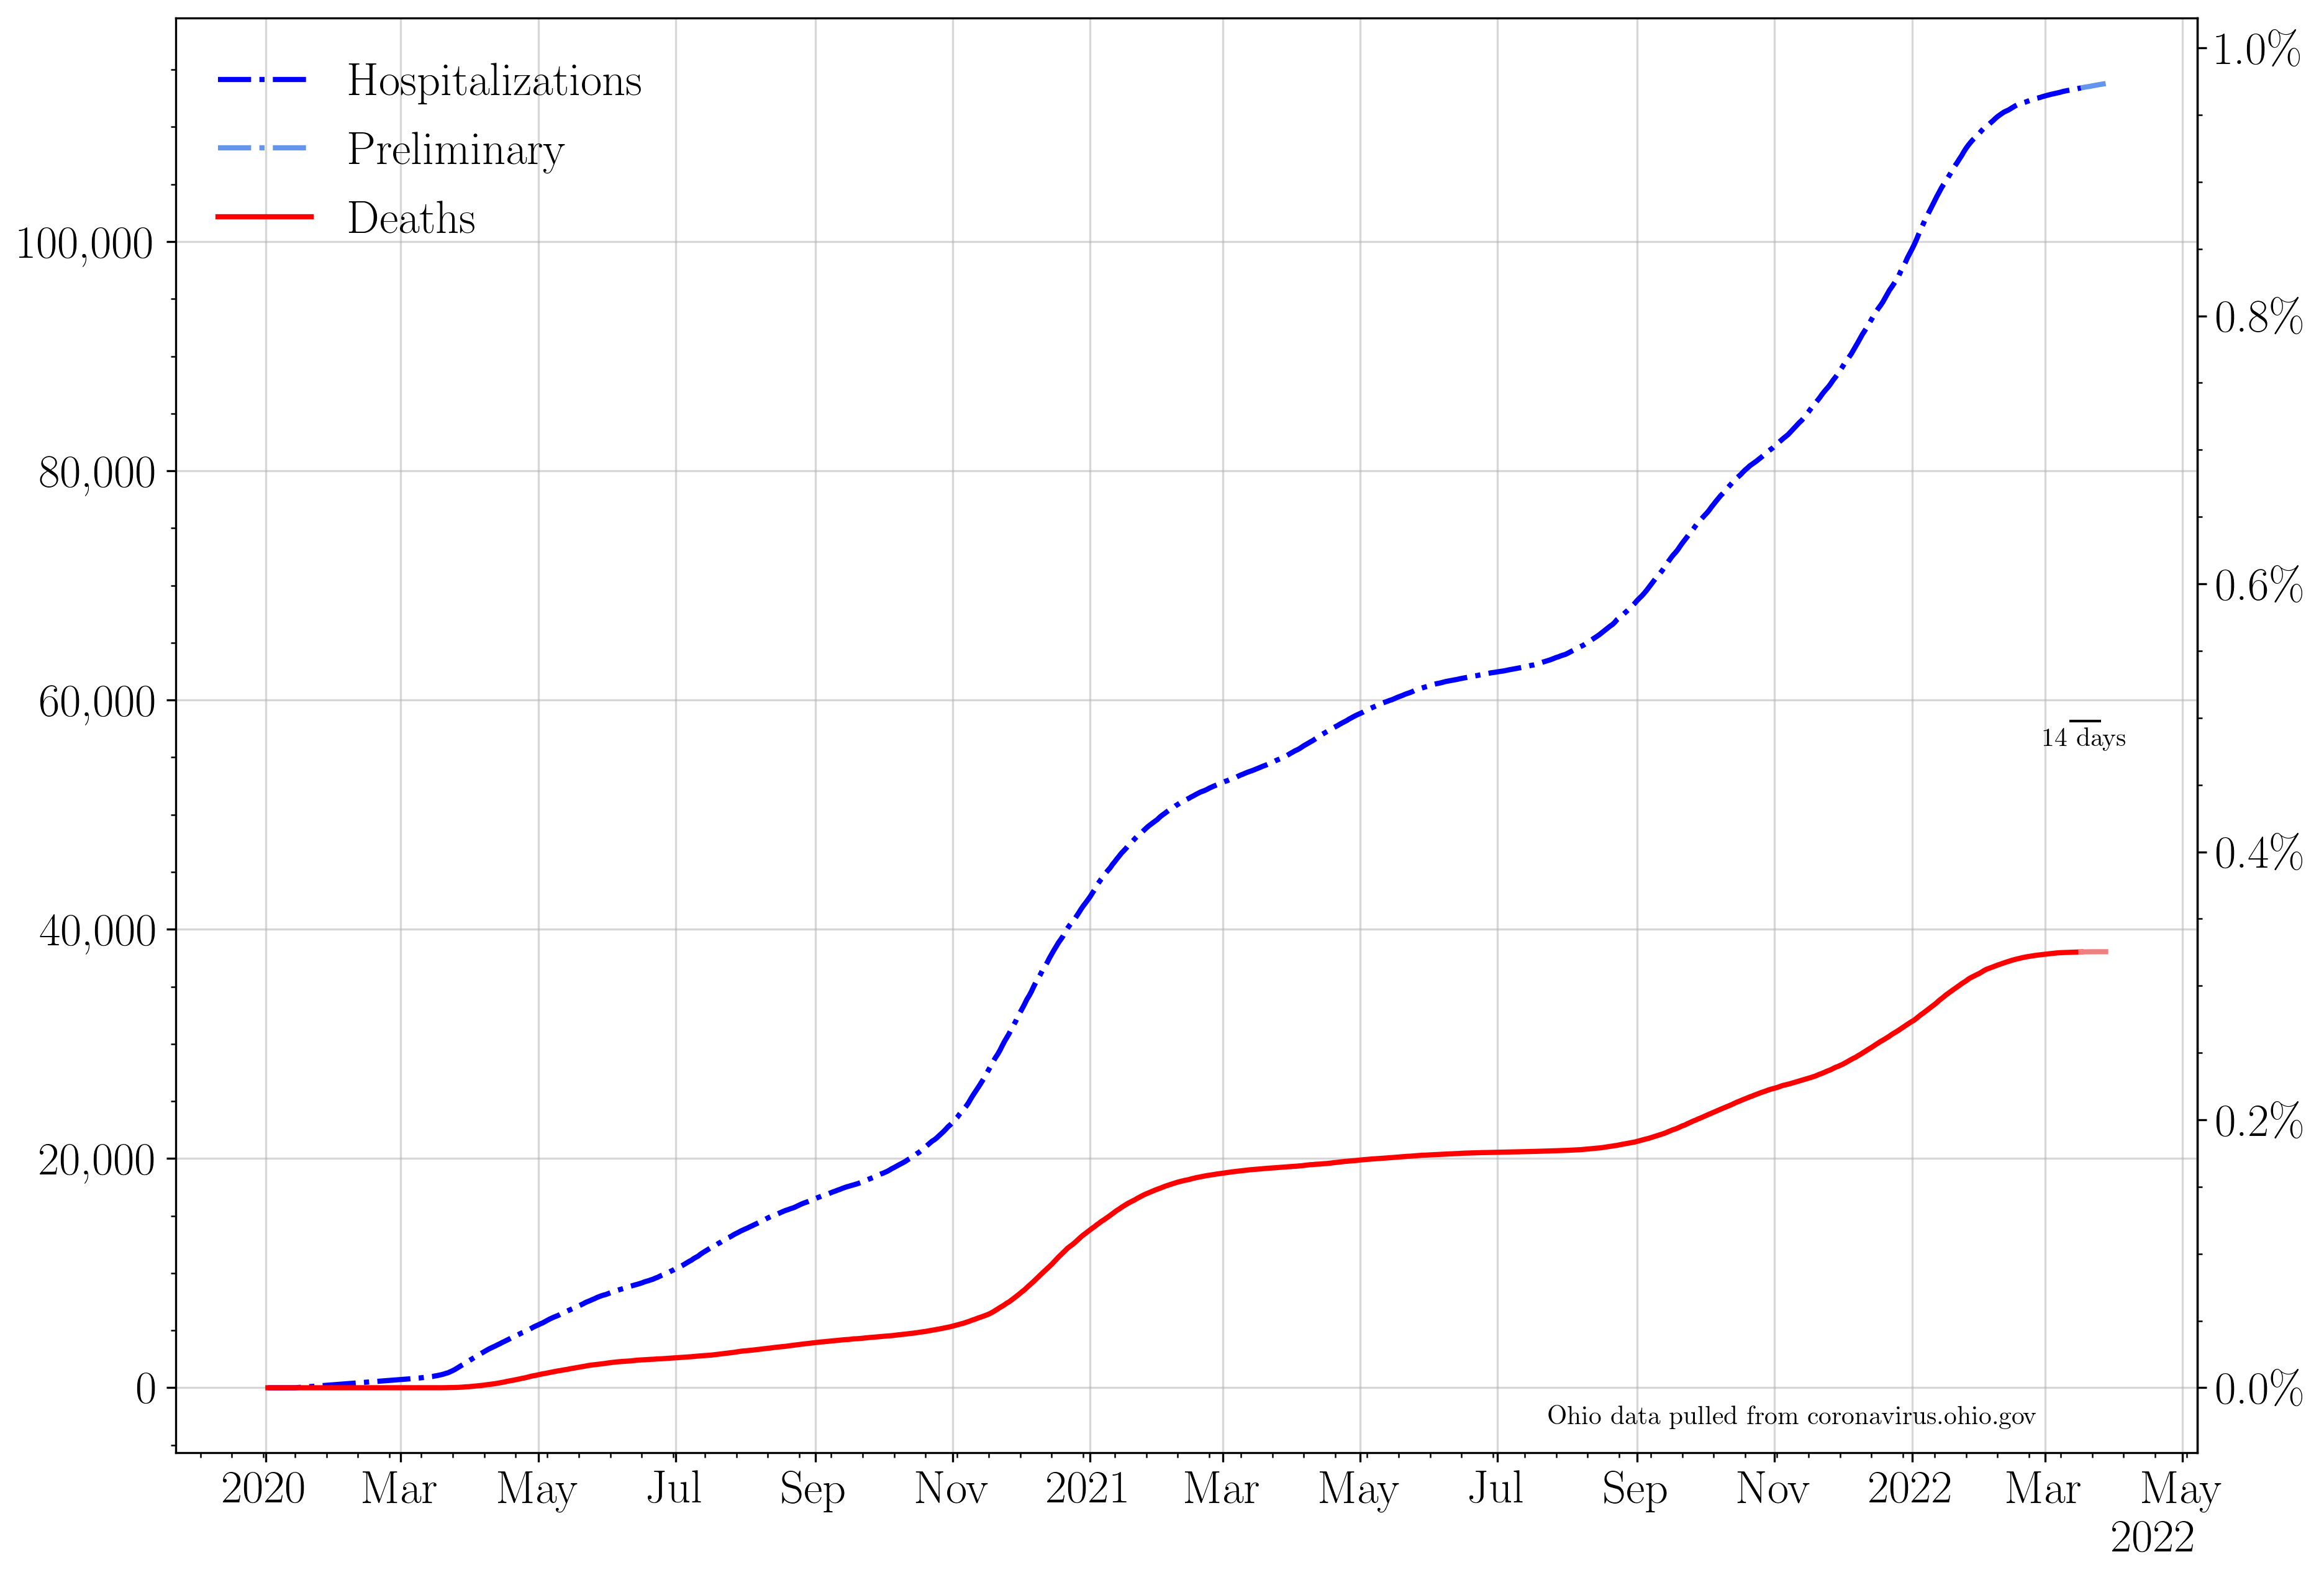 Hospitalizations
Preliminary
Deaths
100,000
80,000
60,000
40,000
20,000
0
1.0%
0.8%
0.6%
0.4%
0.2%
0.0%
14 days
Ohio data pulled from coronavirus.ohio.gov
2020 Mar May Jul Sep Nov 2021 Mar May Jul Sep Nov 2022 Mar May
2022